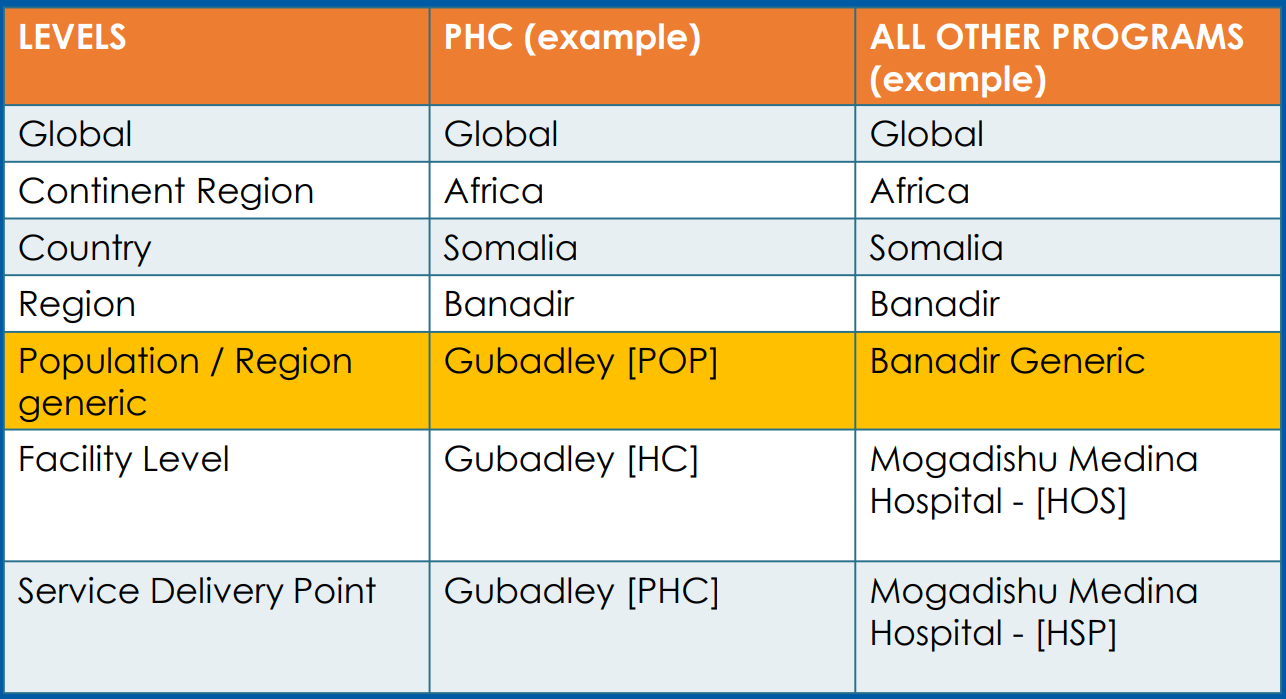 LEVELS
PHC (example)
ALL OTHER PROGRAMS
(example)
Global
Global
Global
Continent Region
Africa
Africa
Country
Somalia
Somalia
Region
Banadir
Banadir
Population / Region
generic
Gubadley [POP]
Banadir Generic
Facility Level
Gubadley [HC]
Mogadishu Medina
Hospital - [HOS]
Service Delivery Point
Gubadley [PHC]
Mogadishu Medina
Hospital - [HSP]